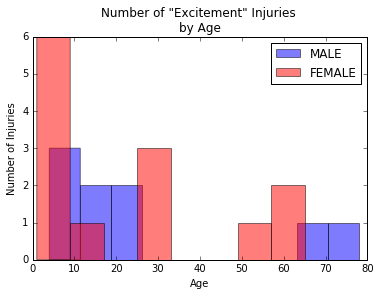 Number of "Excitement" Injuries
by Age
MALE
FEMALE
Number of Injuries
6
5
4
3
2
1
0
0 10 20 30 40 50 60 70 80
Age